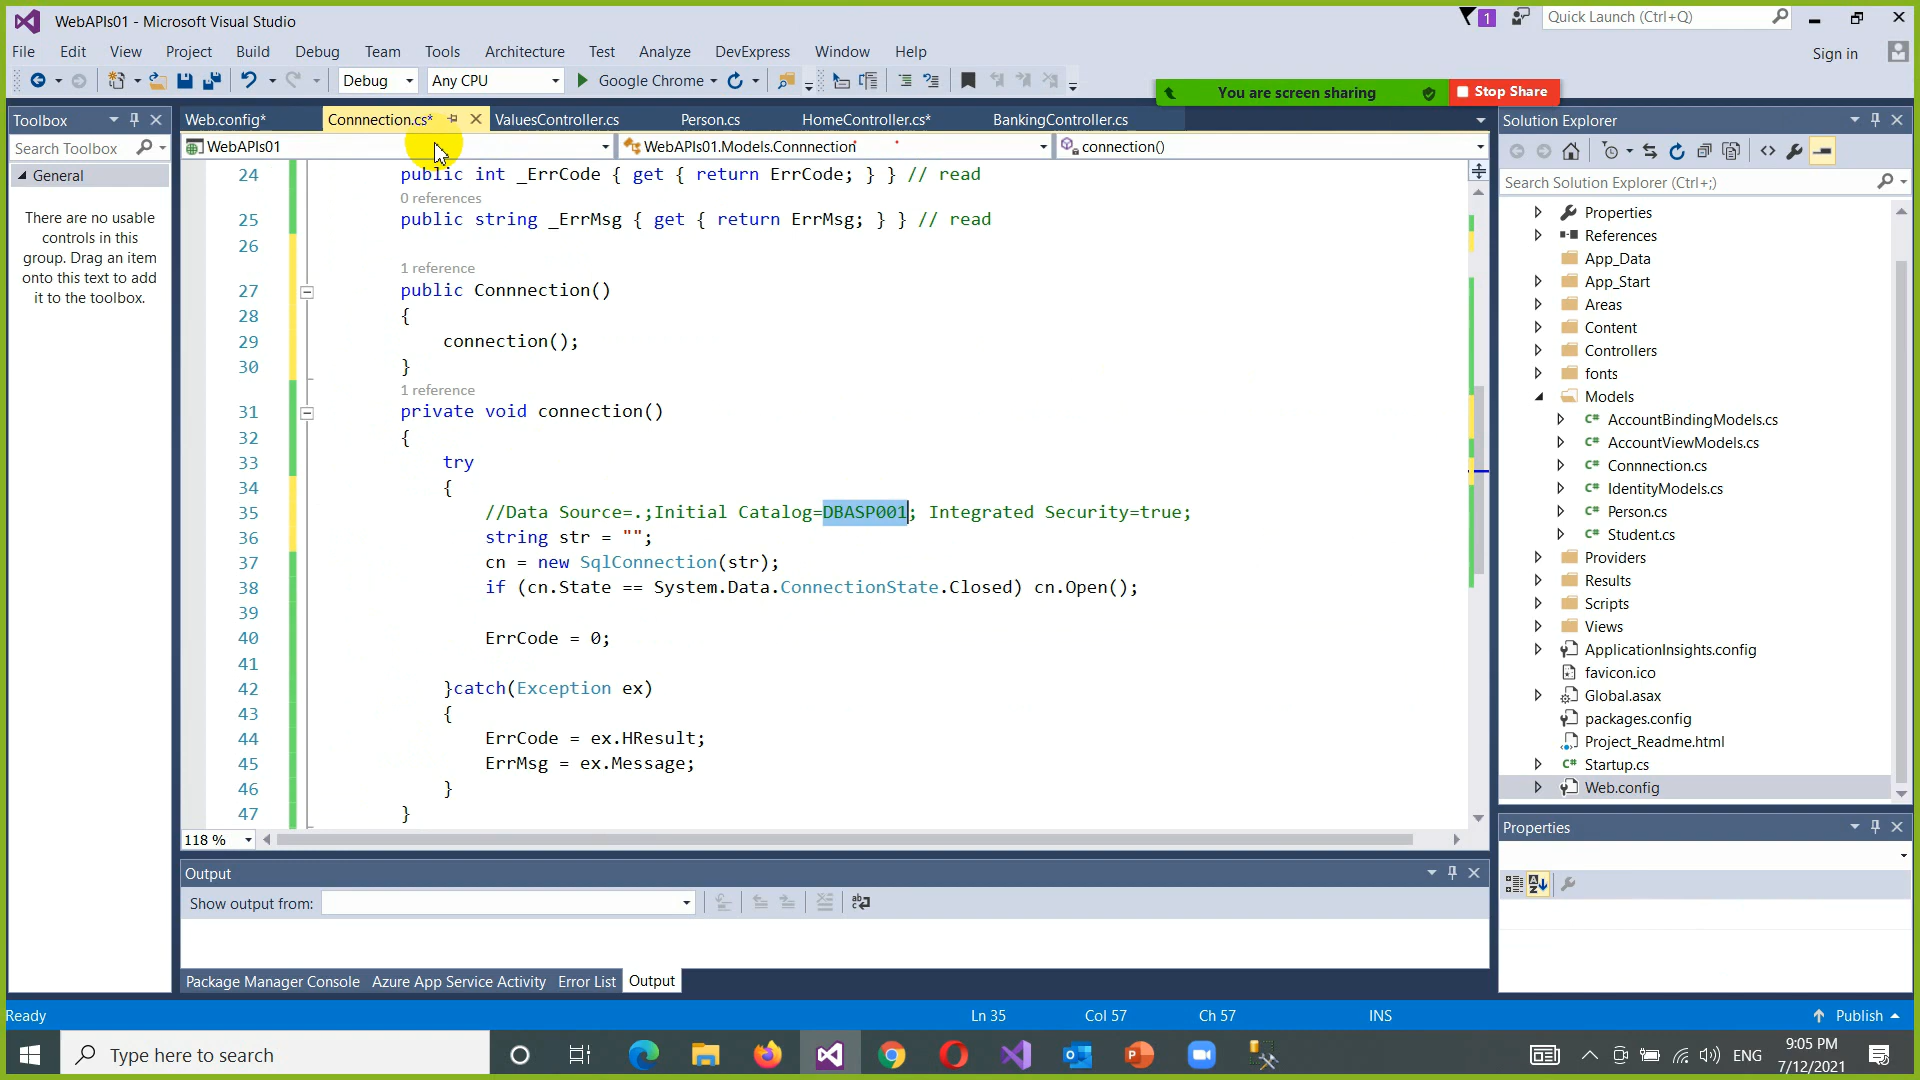 WebAPIs01 - Microsoft Visual Studio
1
Quick Launch (Ctrl+Q)
File Edit View Project Build Debug Team Tools Test Analyze DevExpress Window Help
Sign in
Debug Any CPU Google Chrome
You are screen sharing
Stop Share
Toolbox
Search Toolbox
General
There are no usable
controls in this
group. Drag an item
onto this text to add
it to the toolbox.
Web.config* Connnection.cs* ValuesController.cs Person.cs HomeController.cs* BankingController.cs
WebAPIs01 WebAPIs01.Models.Connnection connection()
24 public int _ErrCode { get { return ErrCode; } } // read
0 references
25 public string _ErrMsg { get { return ErrMsg; } } // read
26
1 reference
27 public Connnection()
28 {
29 connection();
30 }
1 reference
31 private void connection()
32 {
33 try
34 {
35 //Data Source=.;Initial Catalog=DBASP001; Integrated Security=true;
36 string str = "";
37 cn = new SqlConnection(str);
38 if (cn.State == System.Data.ConnectionState.Closed) cn.Open();
39
40 ErrCode = 0;
41
42 }catch(Exception ex)
43 {
44 ErrCode = ex.HResult;
45 ErrMsg = ex.Message;
46 }
47 }
118 %
Output
Show output from:
Package Manager Console Azure App Service Activity Error List Output
Solution Explorer
Search Solution Explorer (Ctrl+;)
Properties
References
App_Data
App_Start
Areas
Content
Controllers
fonts
Models
C# AccountBindingModels.cs
C# AccountViewModels.cs
C# Connnection.cs
C# IdentityModels.cs
C# Person.cs
C# Student.cs
Providers
Results
Scripts
Views
ApplicationInsights.config
favicon.ico
Global.asax
packages.config
Project_Readme.html
C# Startup.cs
Web.config
Properties
Ready Ln 35 Col 57 Ch 57 INS Publish
Type here to search
ENG
9:05 PM
7/12/2021